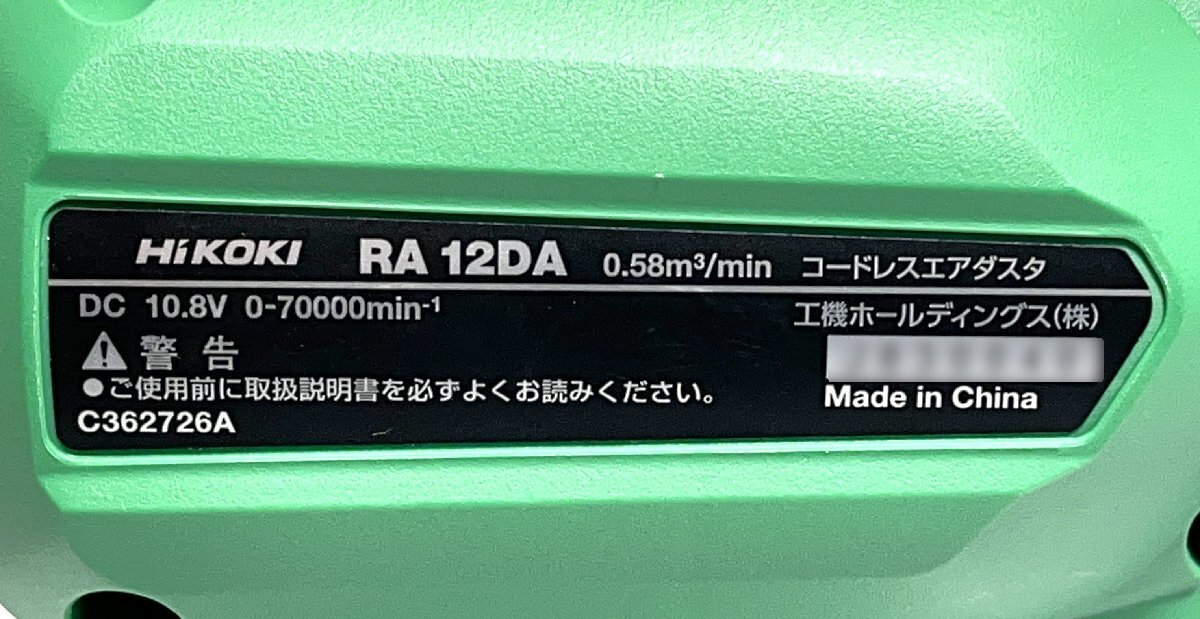 HiKOKI RA 12DA 0.58m³/min コードレスエアダスタ
DC 10.8V 0-70000min⁻¹
工機ホールディングス(株)
警告
●ご使用前に取扱説明書を必ずよくお読みください。
Made in China
C362726A